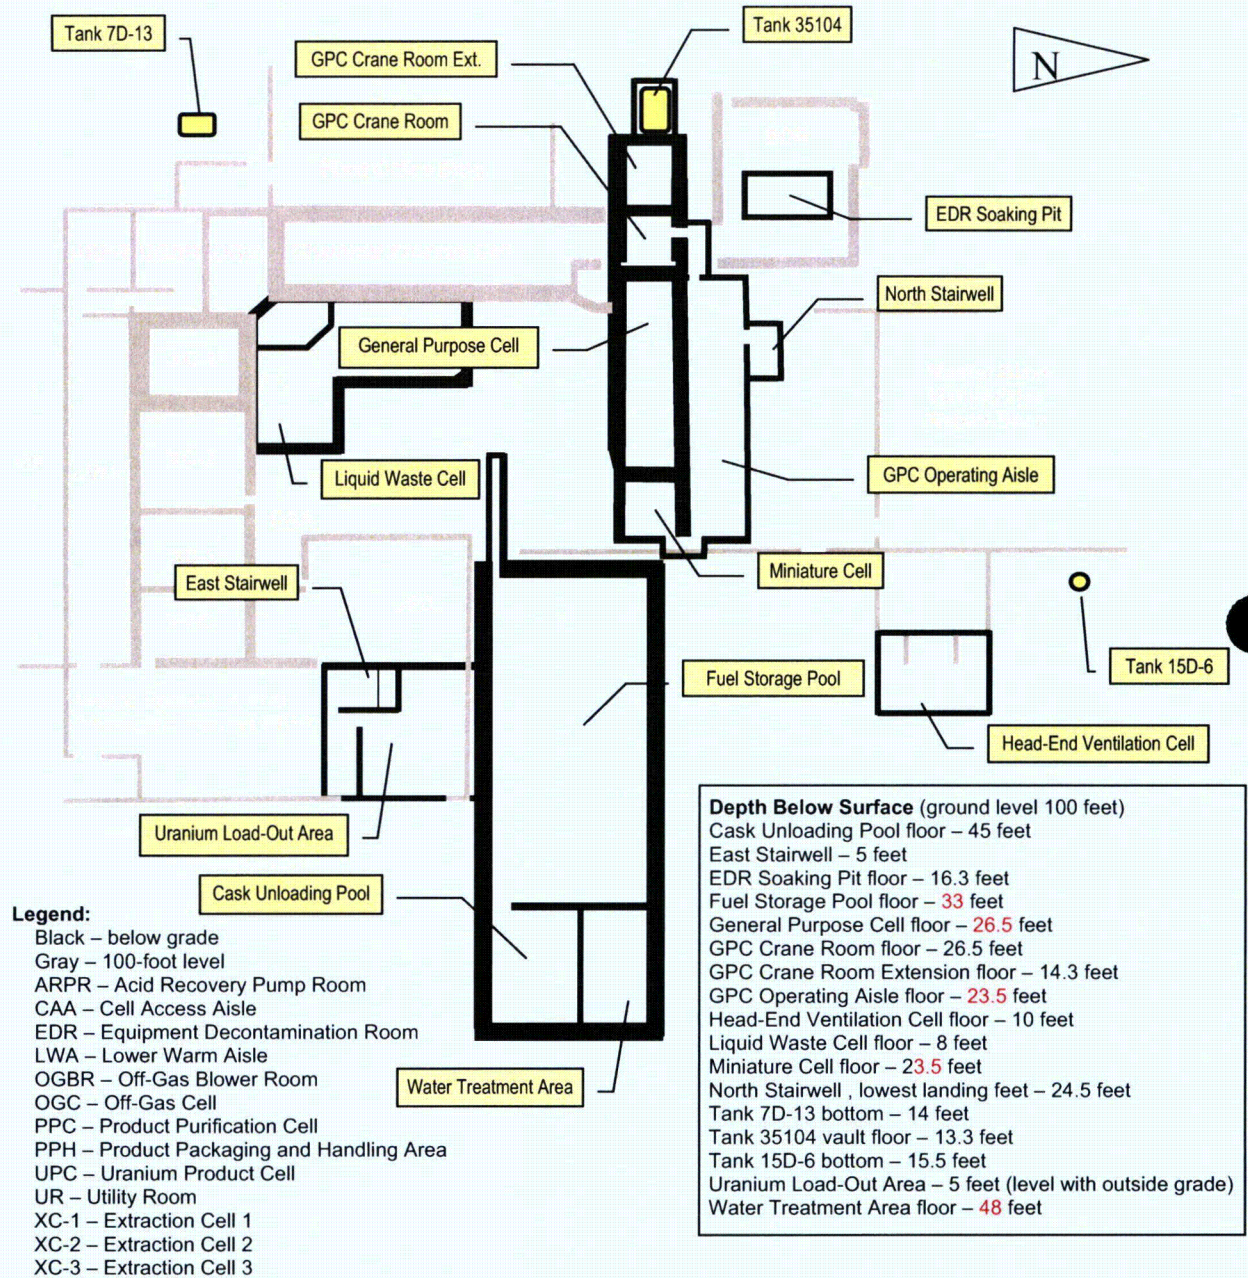 Tank 7D-13
Tank 35104
GPC Crane Room Ext.
N
GPC Crane Room
EDR Soaking Pit
North Stairwell
General Purpose Cell
Liquid Waste Cell
GPC Operating Aisle
East Stairwell
Miniature Cell
Tank 15D-6
Fuel Storage Pool
Head-End Ventilation Cell
Uranium Load-Out Area
Cask Unloading Pool
Water Treatment Area
Legend:
Black – below grade
Gray – 100-foot level
ARPR – Acid Recovery Pump Room
CAA – Cell Access Aisle
EDR – Equipment Decontamination Room
LWA – Lower Warm Aisle
OGBR – Off-Gas Blower Room
OGC – Off-Gas Cell
PPC – Product Purification Cell
PPH – Product Packaging and Handling Area
UPC – Uranium Product Cell
UR – Utility Room
XC-1 – Extraction Cell 1
XC-2 – Extraction Cell 2
XC-3 – Extraction Cell 3
Depth Below Surface (ground level 100 feet)
Cask Unloading Pool floor – 45 feet
East Stairwell – 5 feet
EDR Soaking Pit floor – 16.3 feet
Fuel Storage Pool floor – 33 feet
General Purpose Cell floor – 26.5 feet
GPC Crane Room floor – 26.5 feet
GPC Crane Room Extension floor – 14.3 feet
GPC Operating Aisle floor – 23.5 feet
Head-End Ventilation Cell floor – 10 feet
Liquid Waste Cell floor – 8 feet
Miniature Cell floor – 23.5 feet
North Stairwell , lowest landing feet – 24.5 feet
Tank 7D-13 bottom – 14 feet
Tank 35104 vault floor – 13.3 feet
Tank 15D-6 bottom – 15.5 feet
Uranium Load-Out Area – 5 feet (level with outside grade)
Water Treatment Area floor – 48 feet